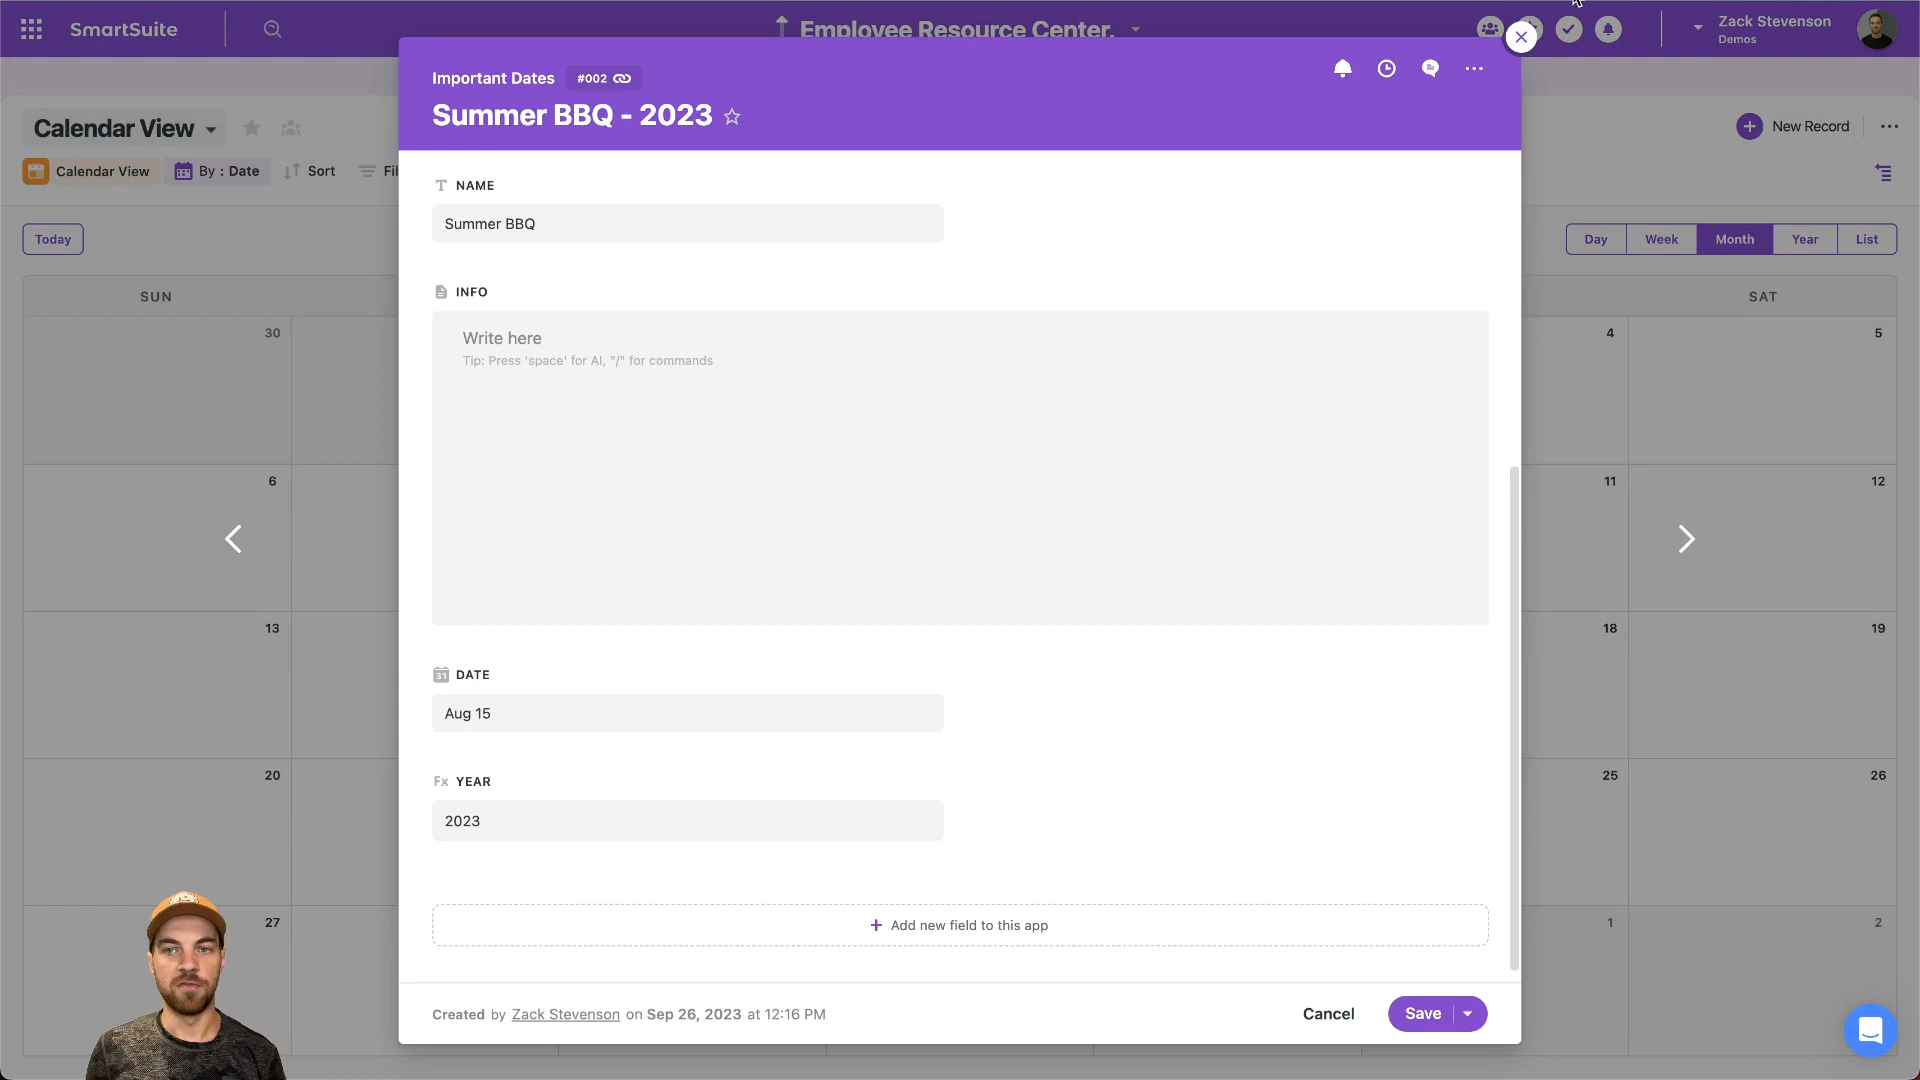 SmartSuite
Employee Resource Center.
Zack Stevenson
Demos
Important Dates #002
Summer BBQ - 2023
Calendar View
New Record
Calendar View By : Date Sort Fil
NAME
Summer BBQ
Today
Day Week Month Year List
INFO
SUN SAT
Write here
Tip: Press 'space' for AI, "/" for commands
30 4 5
6 11 12
13 18 19
31 DATE
Aug 15
20 25 26
Fx YEAR
2023
27 1 2
+ Add new field to this app
Created by Zack Stevenson on Sep 26, 2023 at 12:16 PM
Cancel Save